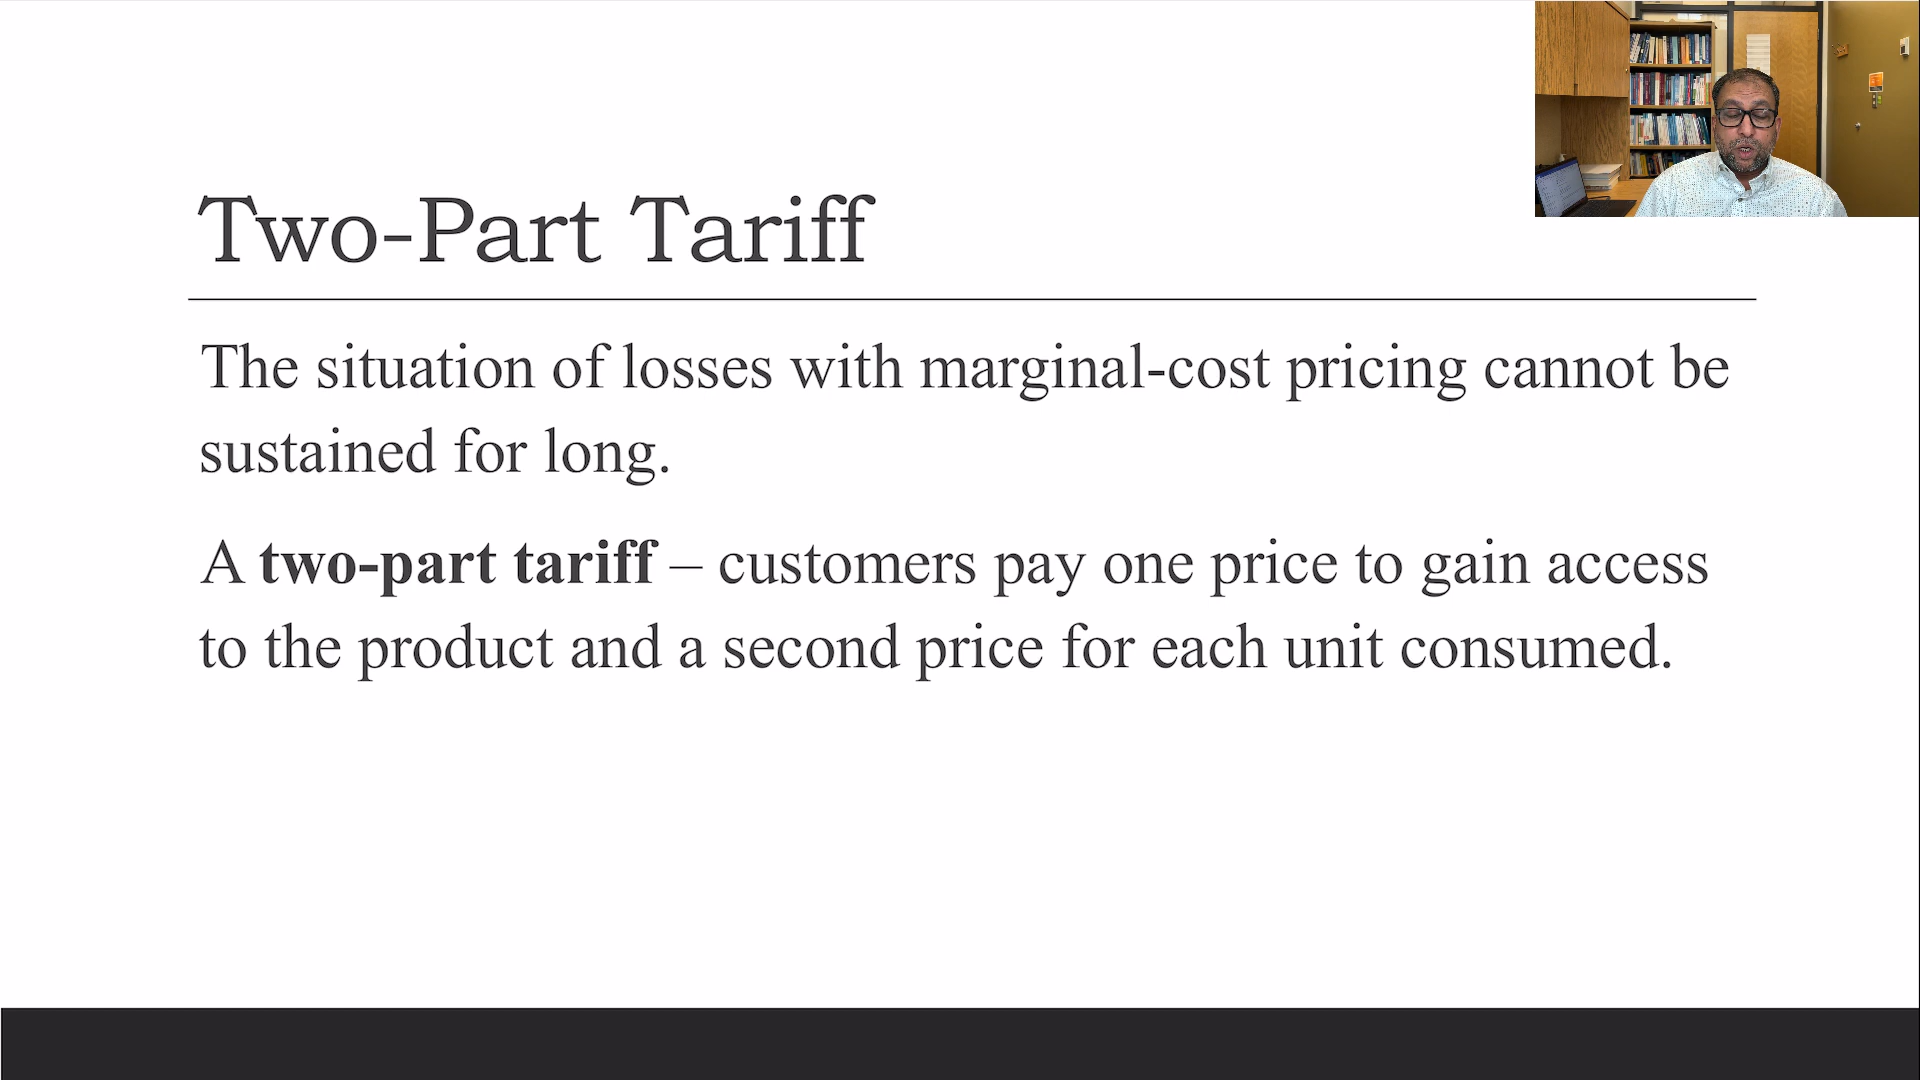 Two-Part Tariff
The situation of losses with marginal-cost pricing cannot be
sustained for long.
A two-part tariff – customers pay one price to gain access
to the product and a second price for each unit consumed.